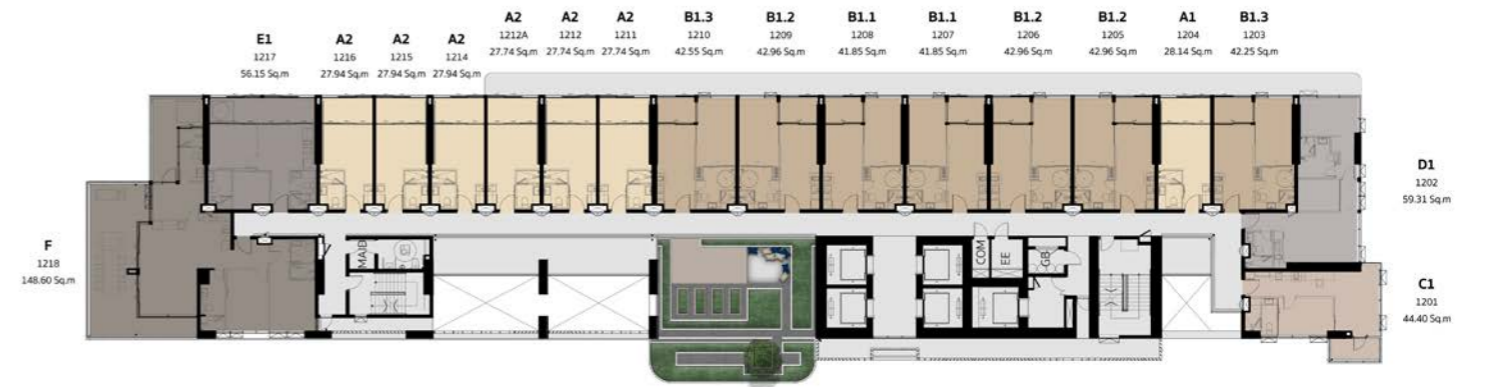 E1
1217
56.15 Sq.m
A2
1216
27.94 Sq.m
A2
1215
27.94 Sq.m
A2
1214
27.94 Sq.m
A2
1212A
27.74 Sq.m
A2
1212
27.74 Sq.m
A2
1211
27.74 Sq.m
B1.3
1210
42.55 Sq.m
B1.2
1209
42.96 Sq.m
B1.1
1208
41.85 Sq.m
B1.1
1207
41.85 Sq.m
B1.2
1206
42.96 Sq.m
B1.2
1205
42.96 Sq.m
A1
1204
28.14 Sq.m
B1.3
1203
42.25 Sq.m
D1
1202
59.31 Sq.m
F
1218
148.60 Sq.m
MAID
COM
EE
GB
C1
1201
44.40 Sq.m